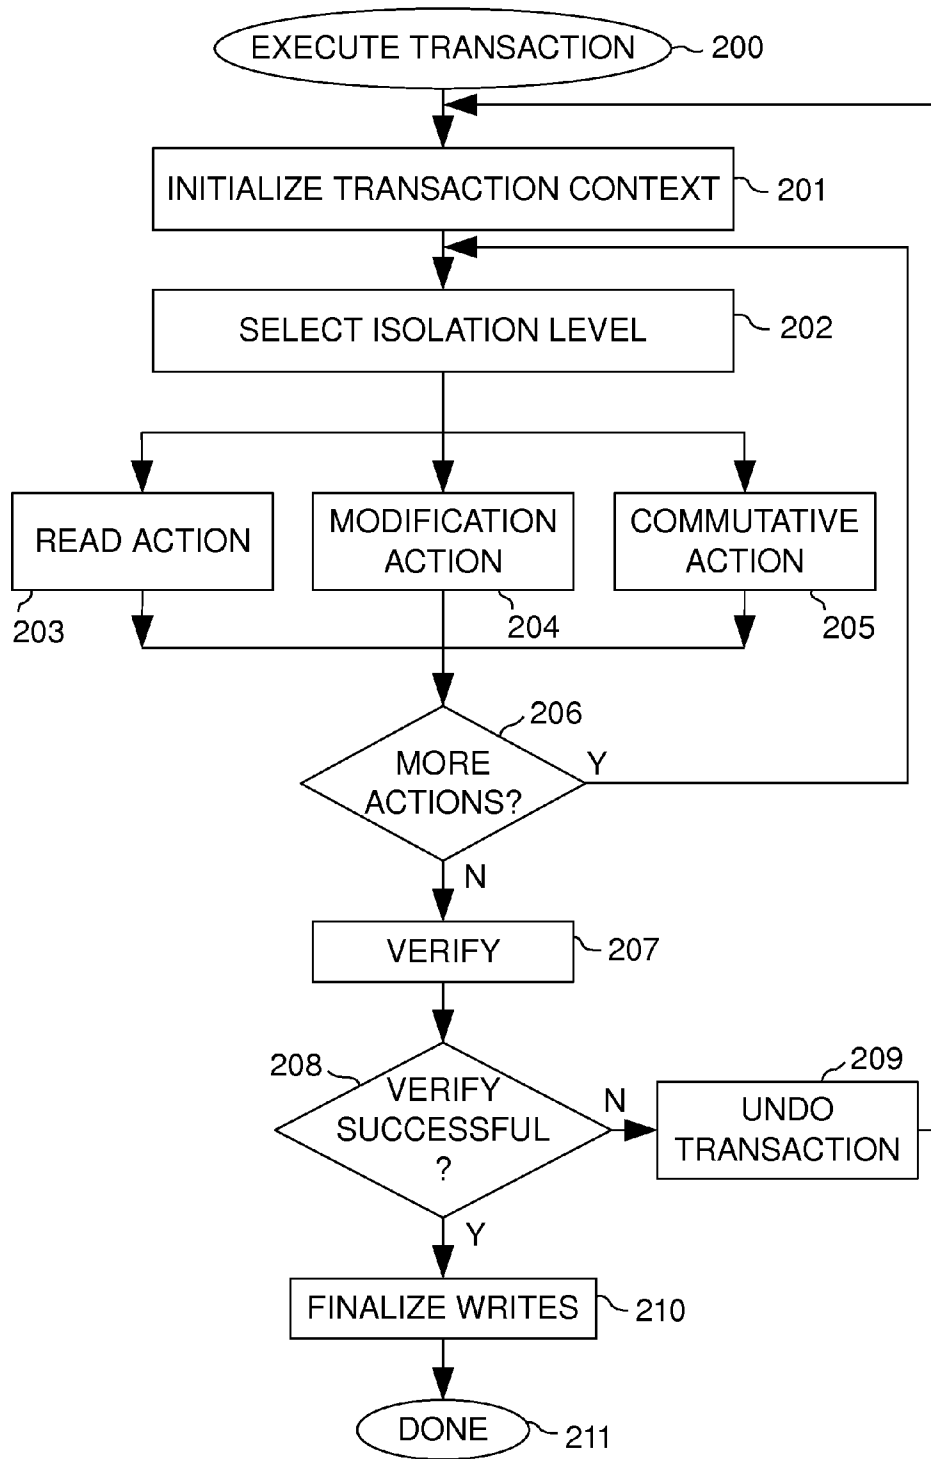 EXECUTE TRANSACTION
200
INITIALIZE TRANSACTION CONTEXT
201
SELECT ISOLATION LEVEL
202
READ ACTION
203
MODIFICATION
ACTION
204
COMMUTATIVE
ACTION
205
206
MORE
ACTIONS?
Y
N
VERIFY
207
208
VERIFY
SUCCESSFUL
?
N
209
UNDO
TRANSACTION
Y
FINALIZE WRITES
210
DONE
211